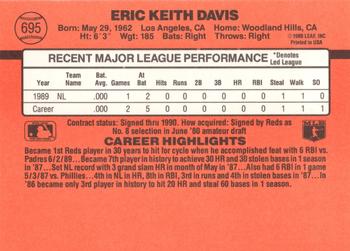 695
ERIC KEITH DAVIS
Born: May 29, 1962 Los Angeles, CA Home: Woodland Hills, CA
Ht: 6'3" Wgt: 185 Bats: Right Throws: Right
© 1989 LEAF, INC.
Printed in USA
RECENT MAJOR LEAGUE PERFORMANCE *Denotes Led League
Year Team Name Bat. Avg. Games At Bats Runs Hits 2B 3B HR RBI Steal Walk SO
1989 NL .000 1 2 0 0 0 0 0 0 1 1 0
Career .000 2 5 0 0 0 0 0 0 1 1 1
Contract status: Signed thru 1990. How acquired: Signed by Reds as
No. 8 selection in June '80 amateur draft
CAREER HIGHLIGHTS
Became 1st Reds player in 30 years to hit for cycle when he accomplished feat with 6 RBI vs.
Padres 6/2/89... Became 7th player in history to achieve 30 HR and 30 stolen bases in 1 season
in '87... Set NL record with 3 grand slam HR in month of May in '87... Also had 6 RBI in 1 game
5/3/87 vs. Phillies... In '87, finished 4th in HR, 8th in RBI, 3rd in runs and 4th in stolen bases... In
'86 became only 3rd player in history to hit 20 HR and steal 60 bases in 1 season.